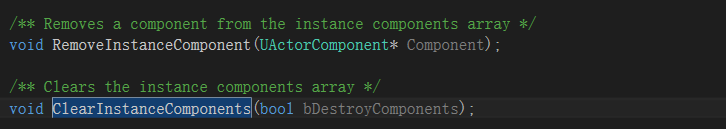 /** Removes a component from the instance components array */
void RemoveInstanceComponent(UActorComponent* Component);
/** Clears the instance components array */
void ClearInstanceComponents(bool bDestroyComponents);